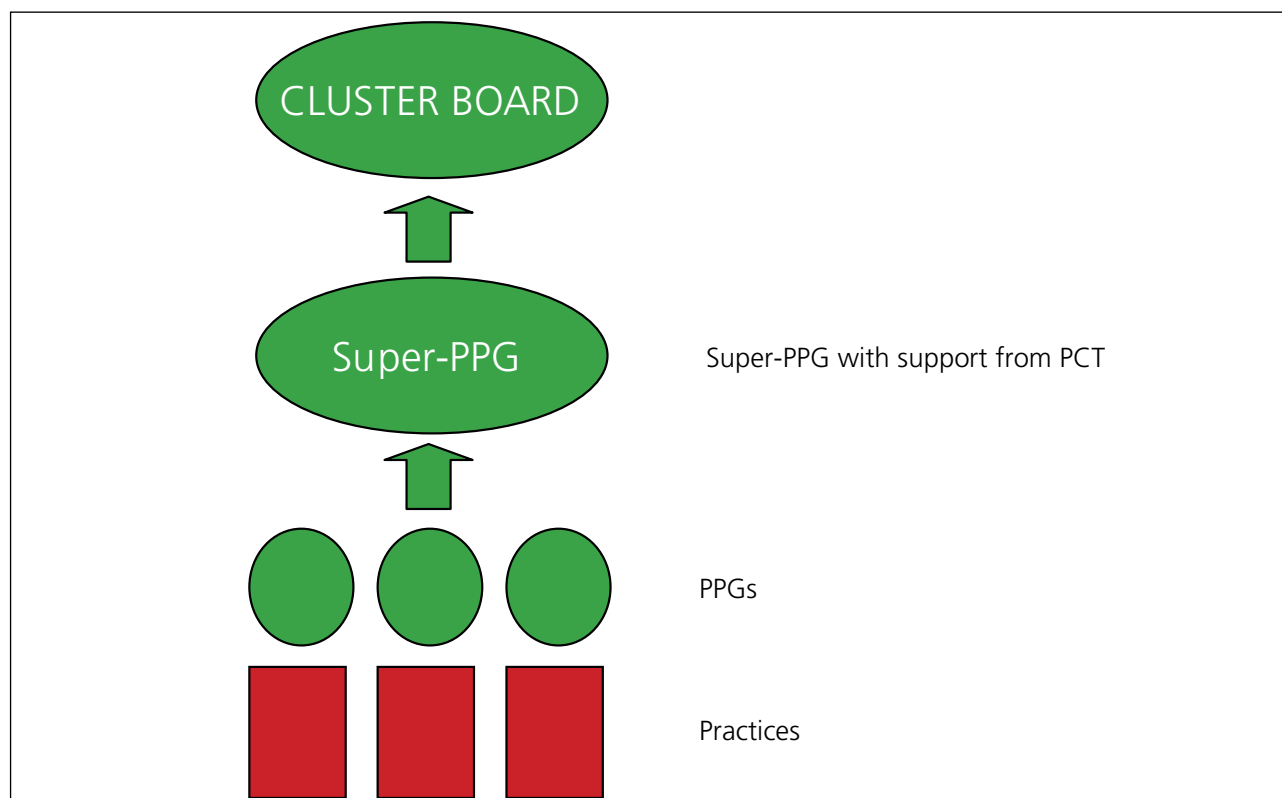 CLUSTER BOARD
Super-PPG
Super-PPG with support from PCT
PPGs
Practices